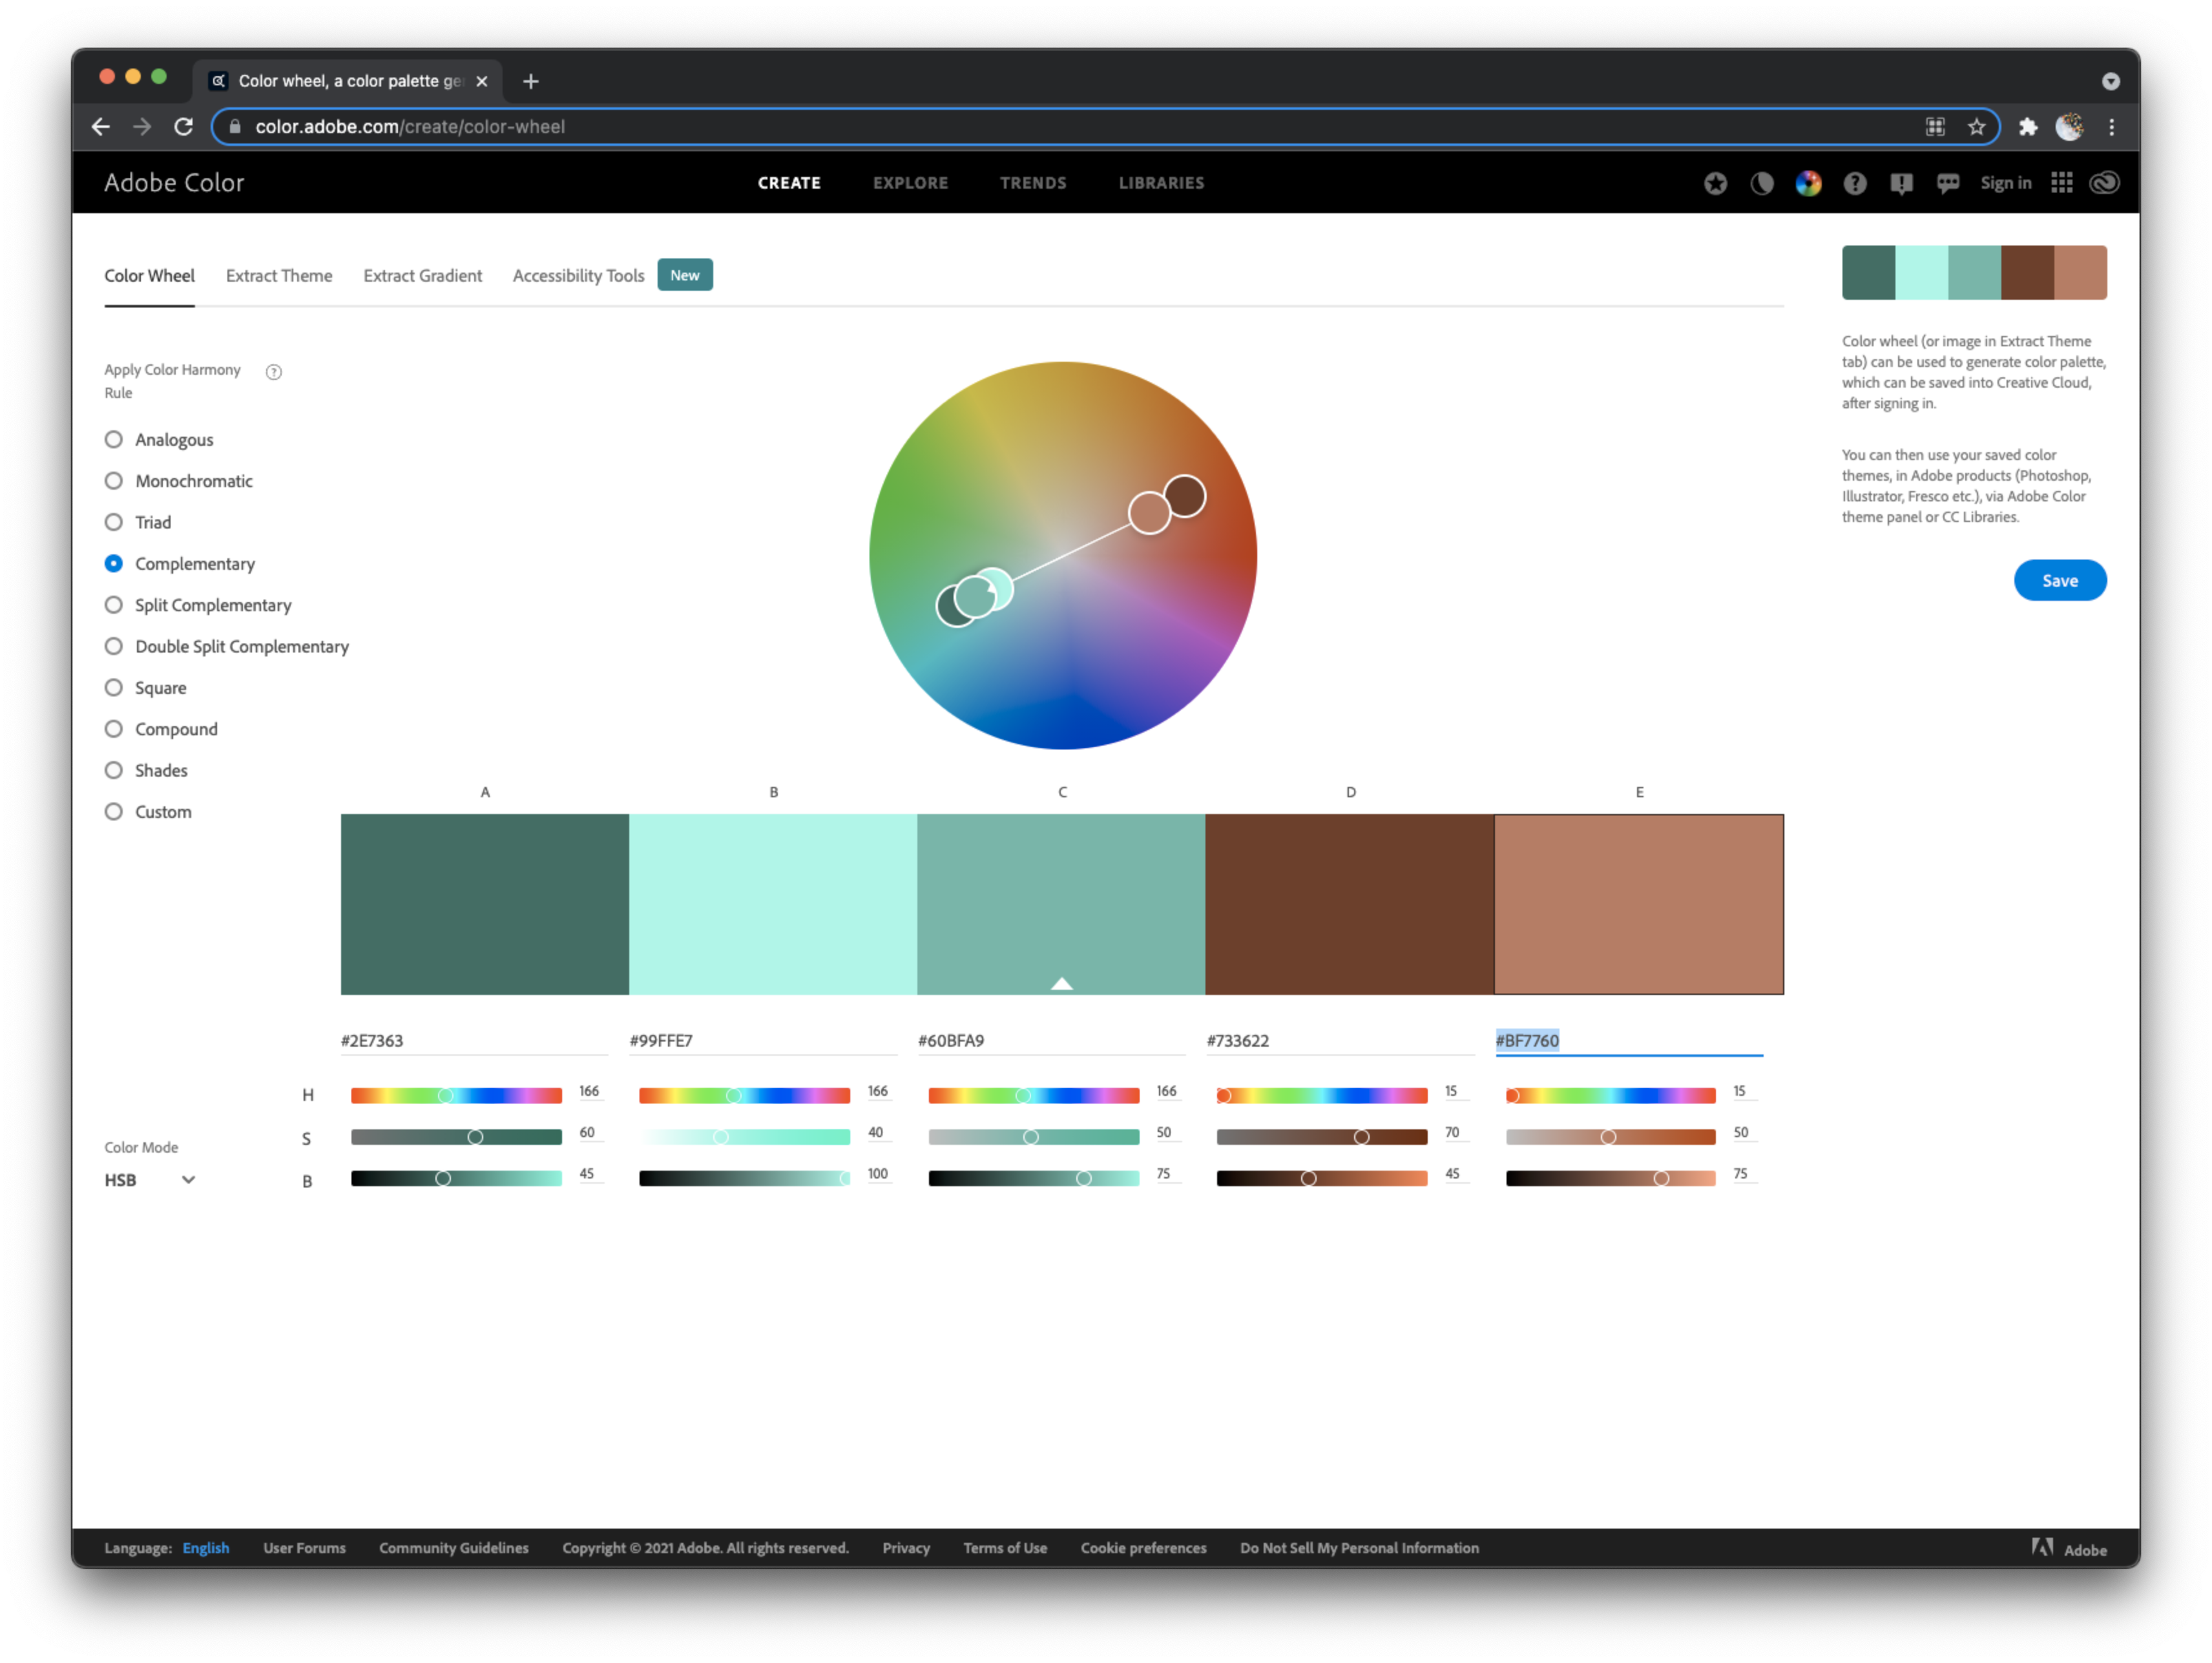 Color wheel, a color palette ge
color.adobe.com/create/color-wheel
Adobe Color
CREATE EXPLORE TRENDS LIBRARIES
Sign in
Color Wheel Extract Theme Extract Gradient Accessibility Tools New
Color wheel (or image in Extract Theme
tab) can be used to generate color palette,
which can be saved into Creative Cloud,
after signing in.
You can then use your saved color
themes, in Adobe products (Photoshop,
Illustrator, Fresco etc.), via Adobe Color
theme panel or CC Libraries.
Save
Apply Color Harmony
Rule
Analogous
Monochromatic
Triad
Complementary
Split Complementary
Double Split Complementary
Square
Compound
Shades
Custom
A B C D E
#2E7363 #99FFE7 #60BFA9 #733622 #BF7760
H 166 166 166 15 15
S 60 40 50 70 50
B 45 100 75 45 75
Color Mode
HSB
Language: English User Forums Community Guidelines Copyright © 2021 Adobe. All rights reserved. Privacy Terms of Use Cookie preferences Do Not Sell My Personal Information Adobe